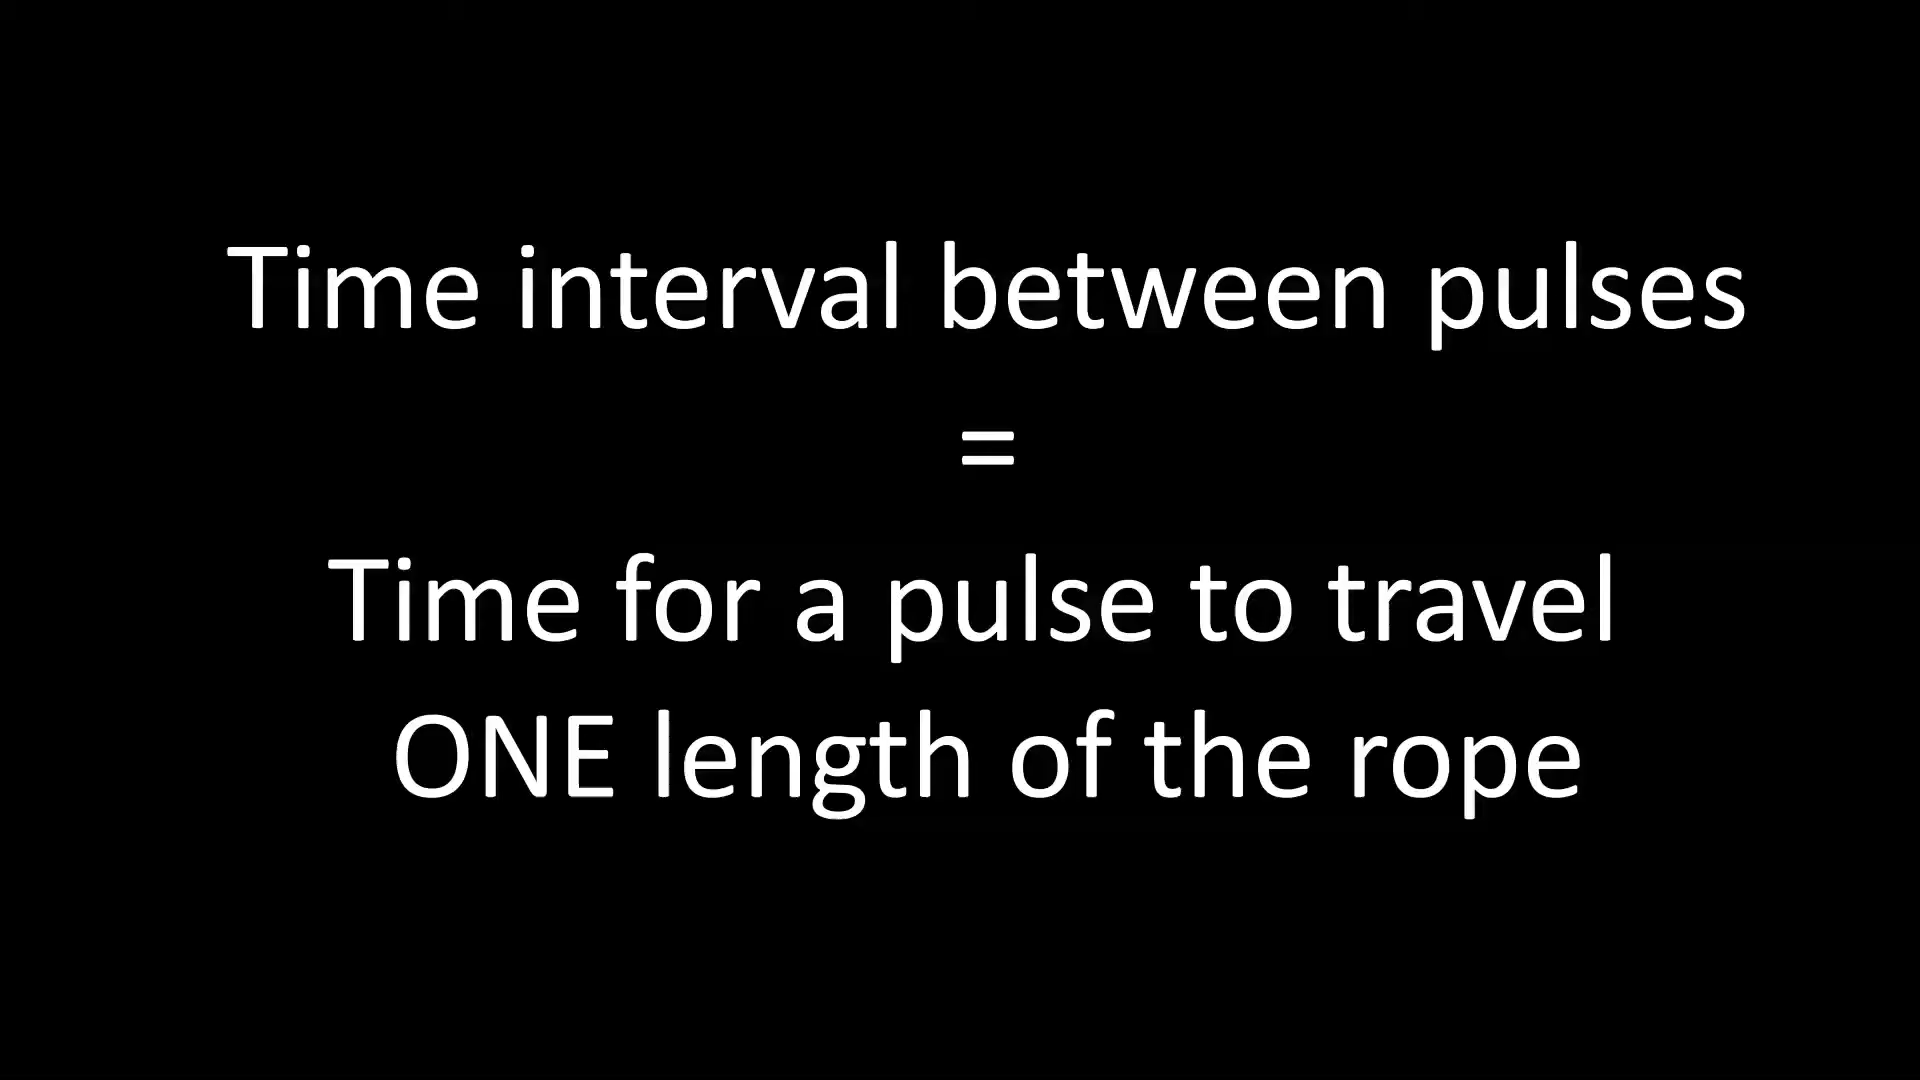 Time interval between pulses
=
Time for a pulse to travel
ONE length of the rope